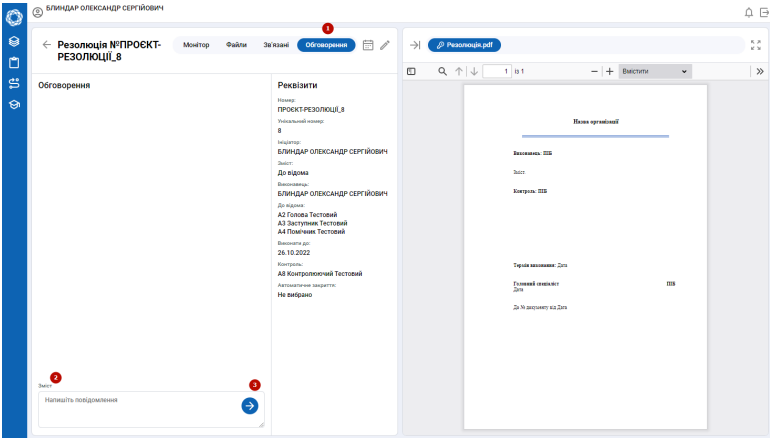 БЛИНДАР ОЛЕКСАНДР СЕРГІЙОВИЧ
1
Резолюція №ПРОЄКТ-
РЕЗОЛЮЦІЇ_8
Монітор Файли Зв'язані Обговорення
Обговорення
Реквізити
Номер:
ПРОЄКТ-РЕЗОЛЮЦІЇ_8
Унікальний номер:
8
Ініціатор:
БЛИНДАР ОЛЕКСАНДР СЕРГІЙОВИЧ
Зміст:
До відома
Виконавець:
БЛИНДАР ОЛЕКСАНДР СЕРГІЙОВИЧ
До відома:
А2 Голова Тестовий
А3 Заступник Тестовий
А4 Помічник Тестовий
Виконати до:
26.10.2022
Контроль:
А8 Контролюючий Тестовий
Автоматичне закриття:
Не вибрано
2
Зміст
3
Напишіть повідомлення
Резолюція.pdf
1 із 1
Вмістити
Назва організації
Виконавець: ПІБ
Зміст
Контроль: ПІБ
Термін виконання: Дата
Головний спеціаліст ПІБ
Дата
До № документу від Дата